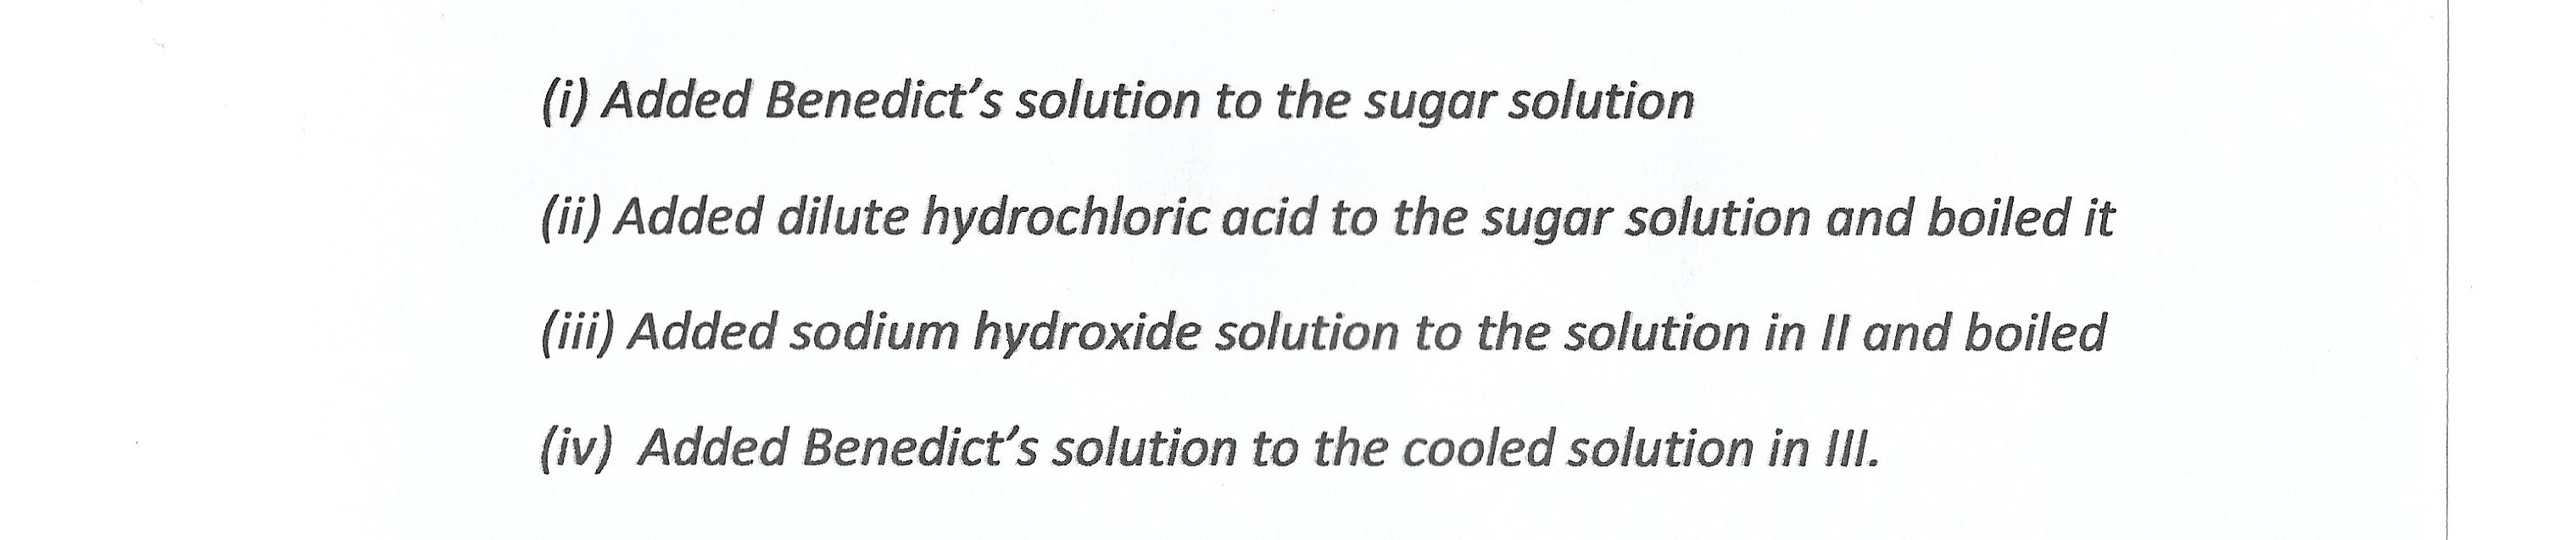 (i) Added Benedict’s solution to the sugar solution
(ii) Added dilute hydrochloric acid to the sugar solution and boiled it
(iii) Added sodium hydroxide solution to the solution in II and boiled
(iv) Added Benedict’s solution to the cooled solution in III.